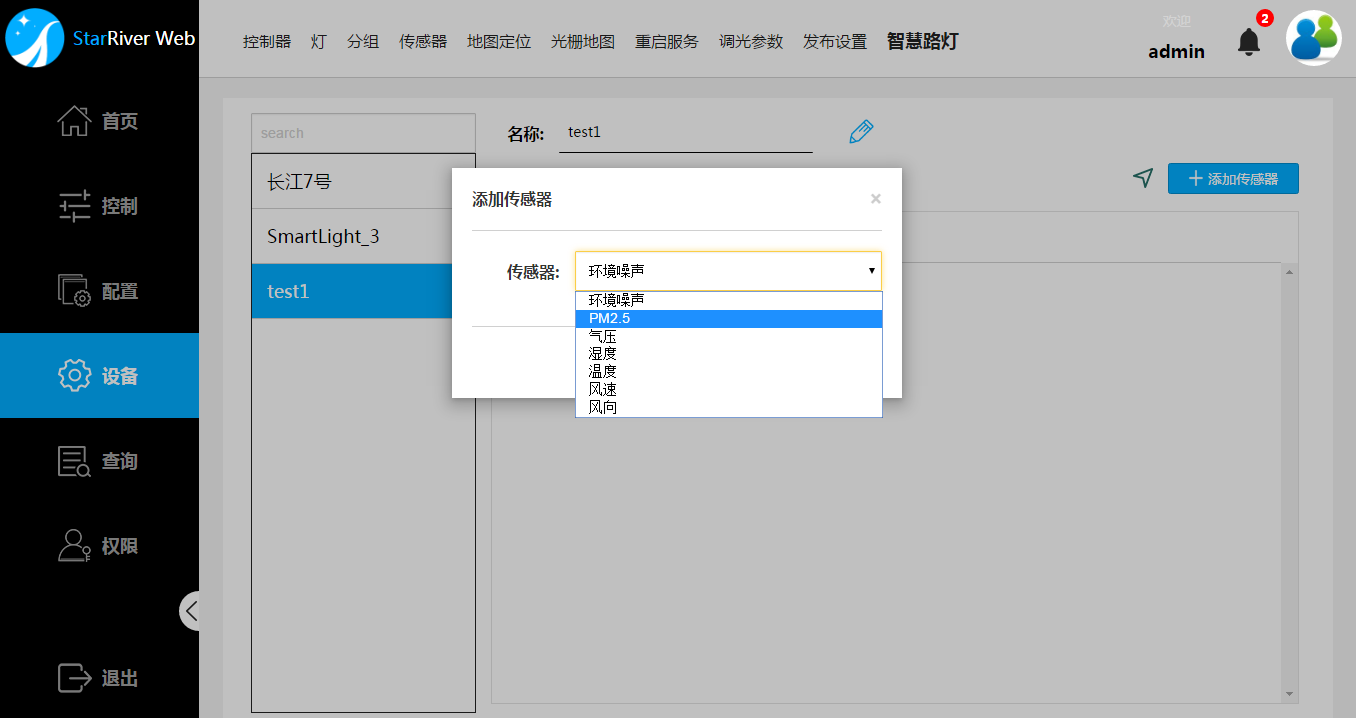 StarRiver Web
控制器 灯 分组 传感器 地图定位 光栅地图 重启服务 调光参数 发布设置 智慧路灯
欢迎
admin
2
首页
控制
配置
设备
查询
权限
退出
search
长江7号
SmartLight_3
test1
名称: test1
添加传感器
添加传感器 ×
传感器: 环境噪声
环境噪声
PM2.5
气压
湿度
温度
风速
风向